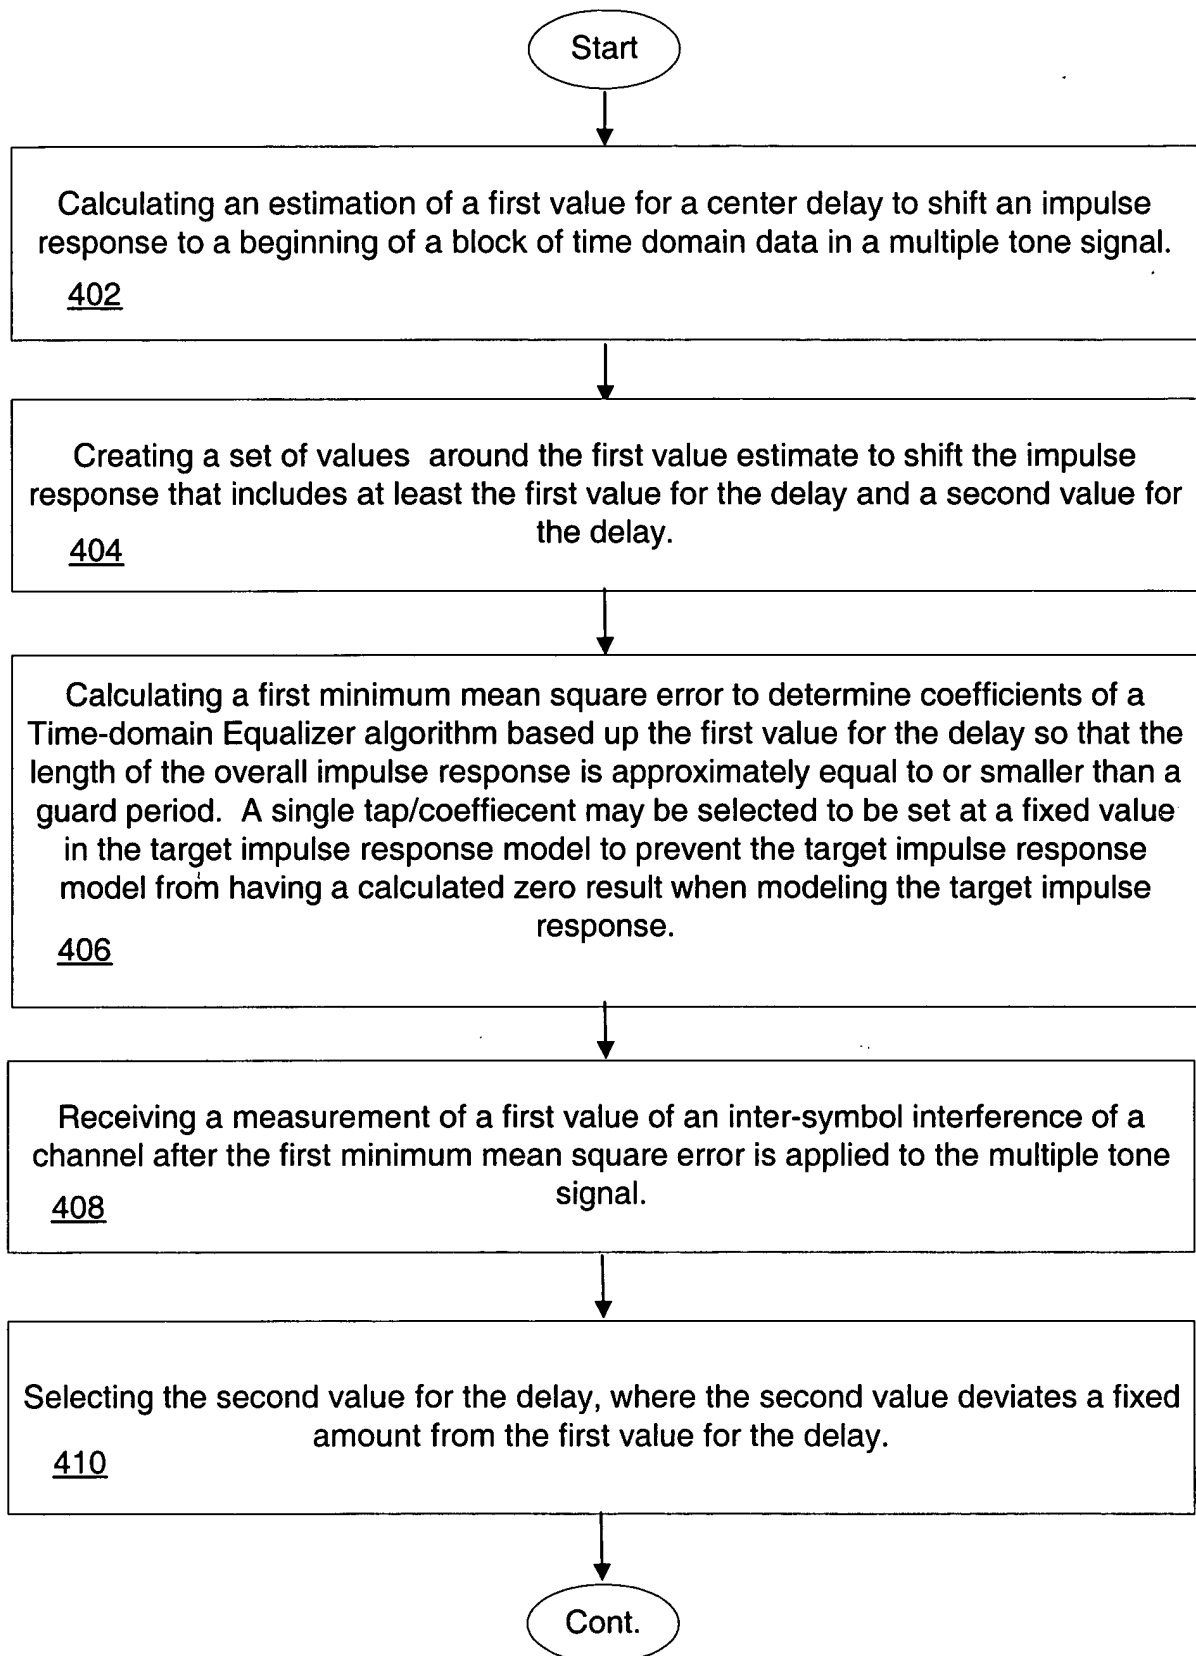 Start
Calculating an estimation of a first value for a center delay to shift an impulse
response to a beginning of a block of time domain data in a multiple tone signal.
402
Creating a set of values around the first value estimate to shift the impulse
response that includes at least the first value for the delay and a second value for
the delay.
404
Calculating a first minimum mean square error to determine coefficients of a
Time-domain Equalizer algorithm based up the first value for the delay so that the
length of the overall impulse response is approximately equal to or smaller than a
guard period. A single tap/coeffiecent may be selected to be set at a fixed value
in the target impulse response model to prevent the target impulse response
model from having a calculated zero result when modeling the target impulse
response.
406
Receiving a measurement of a first value of an inter-symbol interference of a
channel after the first minimum mean square error is applied to the multiple tone
signal.
408
Selecting the second value for the delay, where the second value deviates a fixed
amount from the first value for the delay.
410
Cont.